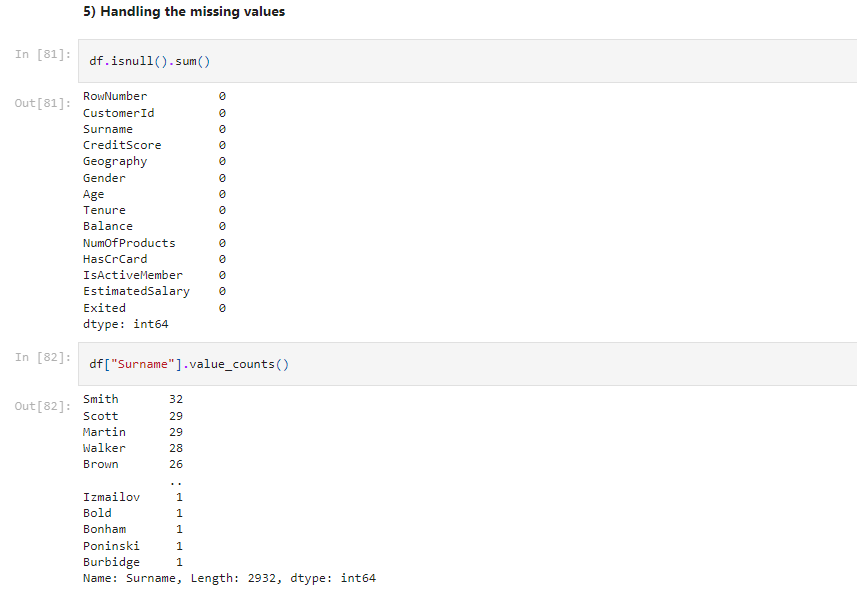 5) Handling the missing values
In [81]: df.isnull().sum()
Out[81]: RowNumber 0
CustomerId 0
Surname 0
CreditScore 0
Geography 0
Gender 0
Age 0
Tenure 0
Balance 0
NumOfProducts 0
HasCrCard 0
IsActiveMember 0
EstimatedSalary 0
Exited 0
dtype: int64
In [82]: df["Surname"].value_counts()
Out[82]: Smith 32
Scott 29
Martin 29
Walker 28
Brown 26
..
Izmailov 1
Bold 1
Bonham 1
Poninski 1
Burbidge 1
Name: Surname, Length: 2932, dtype: int64